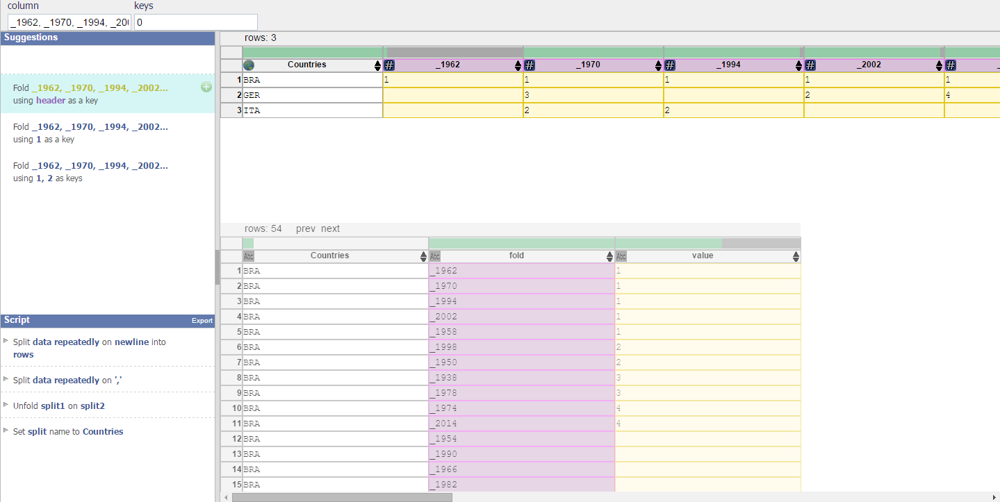 column keys
_1962, _1970, _1994, _20 0
Suggestions
Fold _1962, _1970, _1994, _2002...
using header as a key
Fold _1962, _1970, _1994, _2002...
using 1 as a key
Fold _1962, _1970, _1994, _2002...
using 1, 2 as keys
Script Export
Split data repeatedly on newline into
rows
Split data repeatedly on ','
Unfold split1 on split2
Set split name to Countries
rows: 3
Countries # _1962 # _1970 # _1994 # _2002 #
1 BRA 1 1 1 1 1
2 GER 3 2 4
3 ITA 2 2
rows: 54 prev next
Abc Countries Abc fold Abc value
1 BRA _1962 1
2 BRA _1970 1
3 BRA _1994 1
4 BRA _2002 1
5 BRA _1958 1
6 BRA _1998 2
7 BRA _1950 2
8 BRA _1938 3
9 BRA _1978 3
10 BRA _1974 4
11 BRA _2014 4
12 BRA _1954
13 BRA _1990
14 BRA _1966
15 BRA _1982